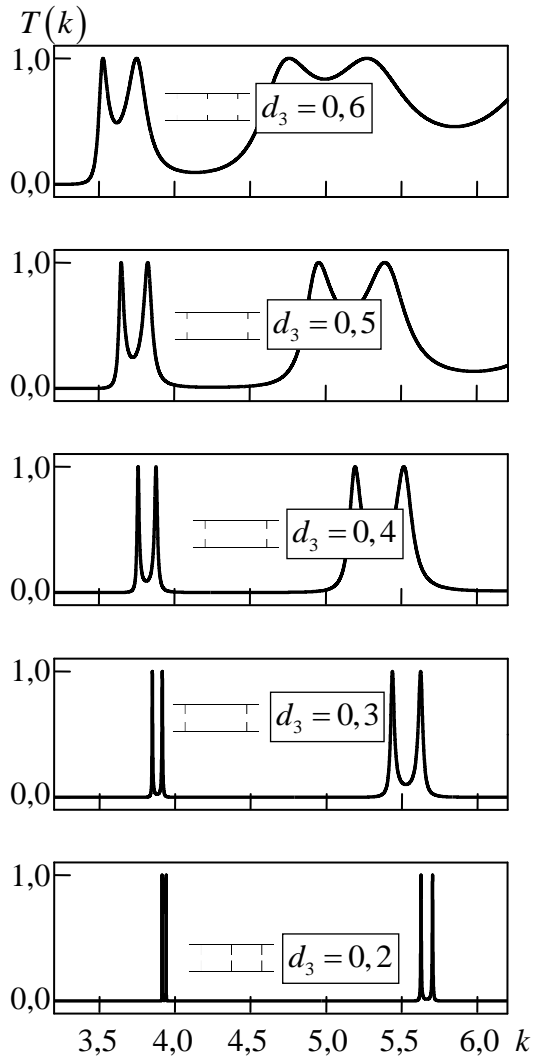 T(k)
1,0
d₃ = 0,6
0,0
1,0
d₃ = 0,5
0,0
1,0
d₃ = 0,4
0,0
1,0
d₃ = 0,3
0,0
1,0
d₃ = 0,2
0,0
3,5 4,0 4,5 5,0 5,5 6,0 k